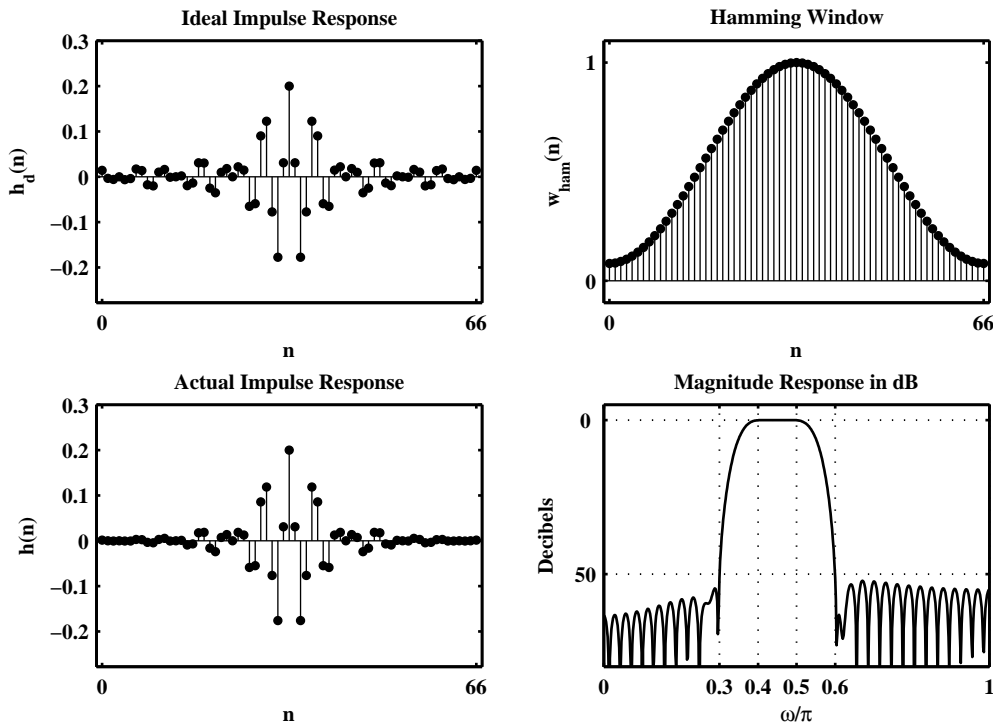 Ideal Impulse Response
0.3
0.2
0.1
0
−0.1
−0.2
h_d(n)
0
66
n
Hamming Window
1
0
w_ham(n)
0
66
n
Actual Impulse Response
0.3
0.2
0.1
0
−0.1
−0.2
h(n)
0
66
n
Magnitude Response in dB
0
50
Decibels
0
0.3
0.4
0.5
0.6
1
ω/π